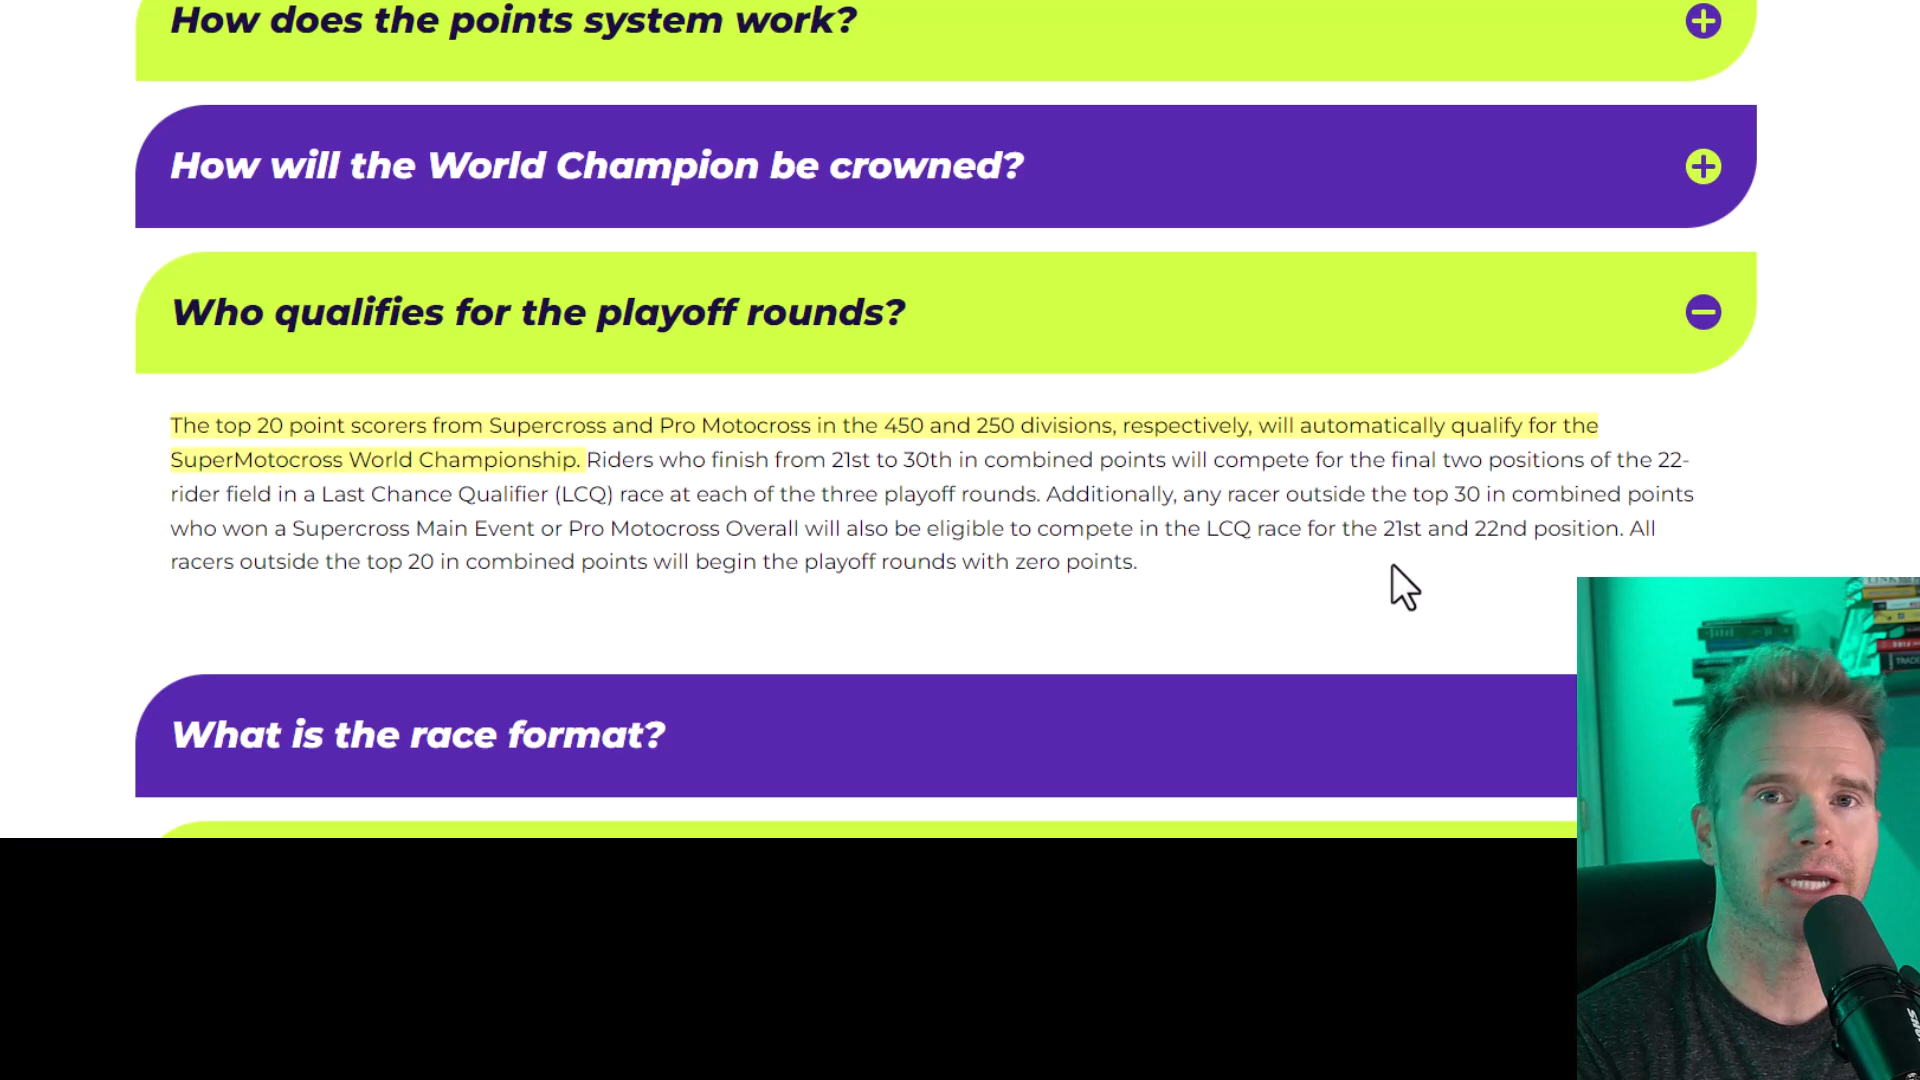 How does the points system work?
How will the World Champion be crowned?
Who qualifies for the playoff rounds?
The top 20 point scorers from Supercross and Pro Motocross in the 450 and 250 divisions, respectively, will automatically qualify for the
SuperMotocross World Championship. Riders who finish from 21st to 30th in combined points will compete for the final two positions of the 22-
rider field in a Last Chance Qualifier (LCQ) race at each of the three playoff rounds. Additionally, any racer outside the top 30 in combined points
who won a Supercross Main Event or Pro Motocross Overall will also be eligible to compete in the LCQ race for the 21st and 22nd position. All
racers outside the top 20 in combined points will begin the playoff rounds with zero points.
What is the race format?